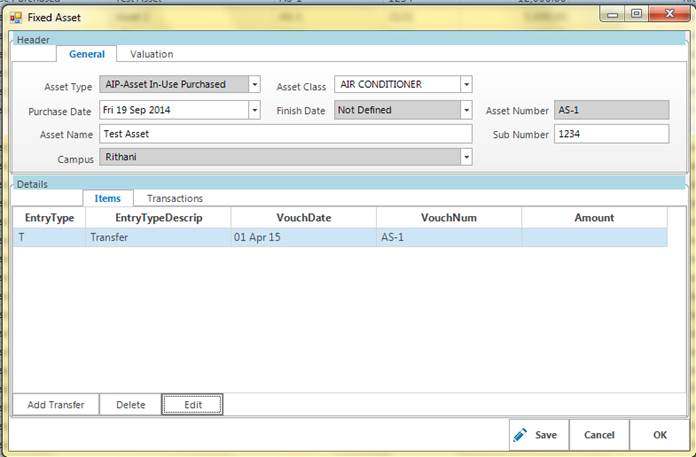 Fixed Asset
Header
General Valuation
Asset Type AIP-Asset In-Use Purchased Asset Class AIR CONDITIONER
Purchase Date Fri 19 Sep 2014 Finish Date Not Defined Asset Number AS-1
Asset Name Test Asset Sub Number 1234
Campus Rithani
Details
Items Transactions
EntryType EntryTypeDescrip VouchDate VouchNum Amount
T Transfer 01 Apr 15 AS-1
Add Transfer Delete Edit
Save Cancel OK